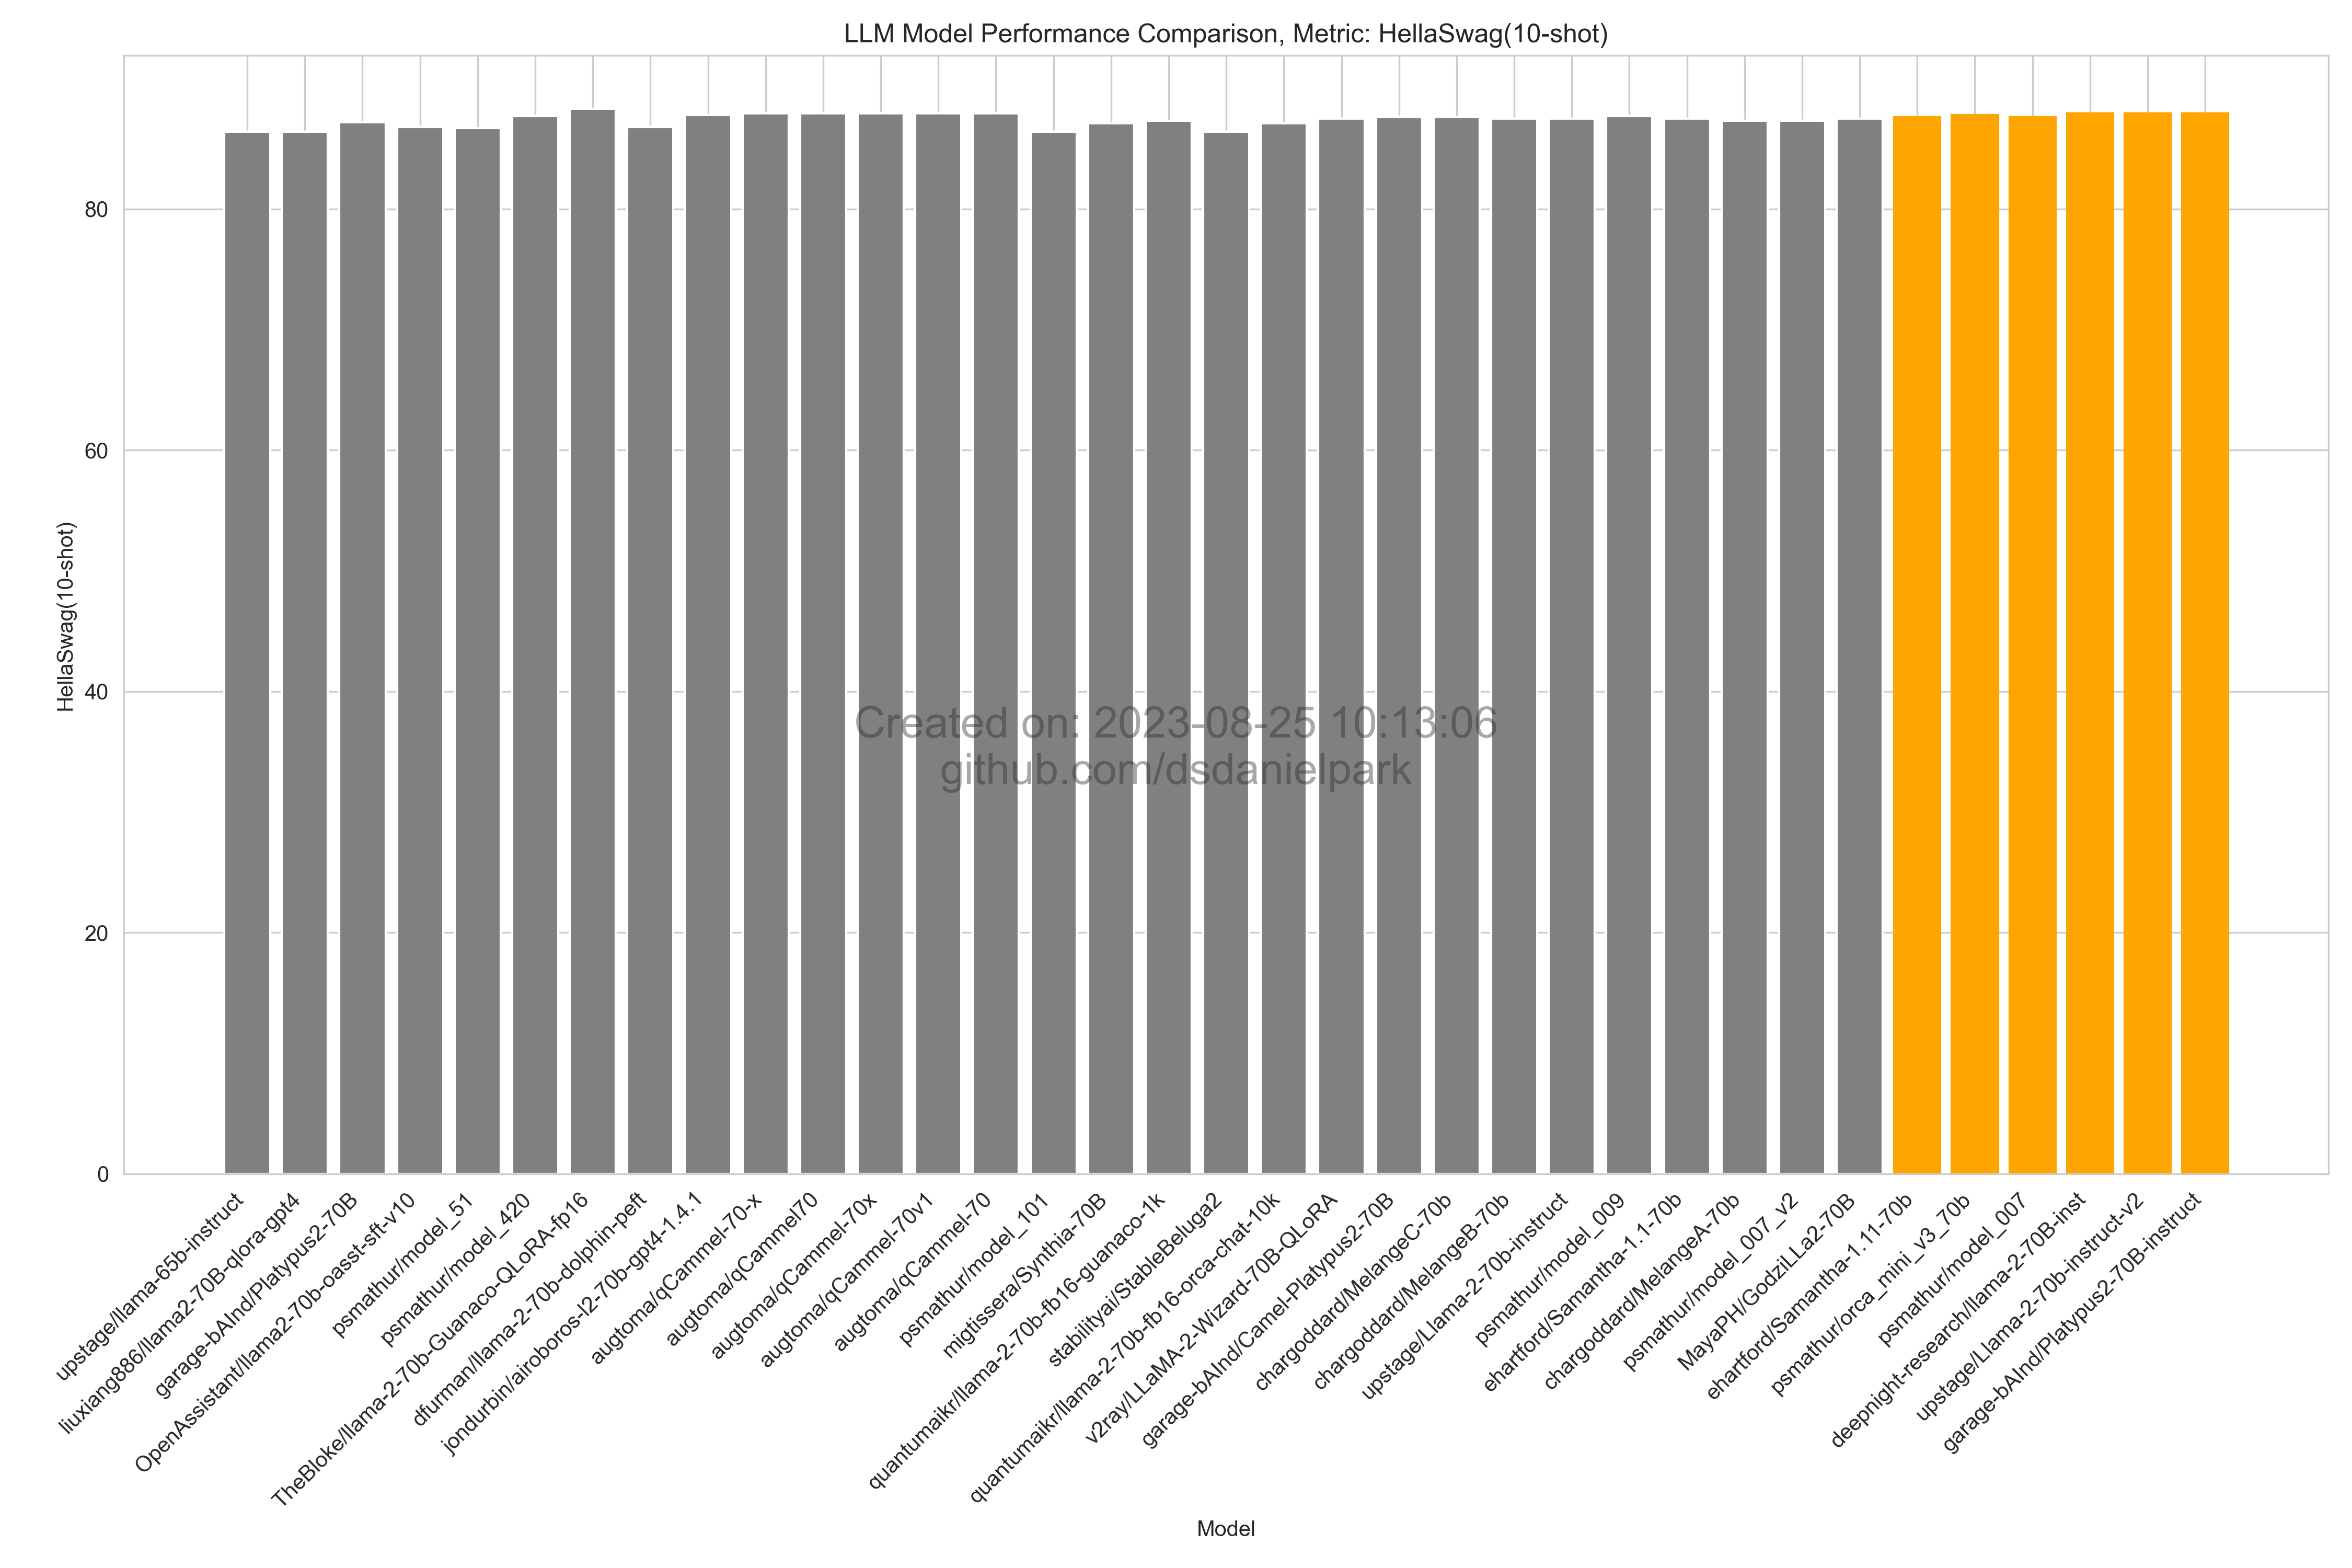 LLM Model Performance Comparison, Metric: HellaSwag(10-shot)
HellaSwag(10-shot)
80
60
40
20
0
Created on: 2023-08-25 10:13:06
github.com/dsdanielpark
upstage/llama-65b-instruct
liuxiang886/llama2-70B-qlora-gpt4
garage-bAInd/Platypus2-70B
OpenAssistant/llama2-70b-oasst-sft-v10
psmathur/model_51
psmathur/model_420
TheBloke/llama-2-70b-Guanaco-QLoRA-fp16
dfurman/llama-2-70b-dolphin-peft
jondurbin/airoboros-l2-70b-gpt4-1.4.1
augtoma/qCammel-70-x
augtoma/qCammel70
augtoma/qCammel-70x
augtoma/qCammel-70v1
augtoma/qCammel-70
psmathur/model_101
migtissera/Synthia-70B
quantumaikr/llama-2-70b-fb16-guanaco-1k
stabilityai/StableBeluga2
quantumaikr/llama-2-70b-fb16-orca-chat-10k
v2ray/LLaMA-2-Wizard-70B-QLoRA
garage-bAInd/Camel-Platypus2-70B
chargoddard/MelangeC-70b
chargoddard/MelangeB-70b
upstage/Llama-2-70b-instruct
psmathur/model_009
ehartford/Samantha-1.1-70b
chargoddard/MelangeA-70b
psmathur/model_007_v2
MayaPH/GodziLLa2-70B
ehartford/Samantha-1.11-70b
psmathur/orca_mini_v3_70b
psmathur/model_007
deepnight-research/llama-2-70B-inst
upstage/Llama-2-70b-instruct-v2
garage-bAInd/Platypus2-70B-instruct
Model